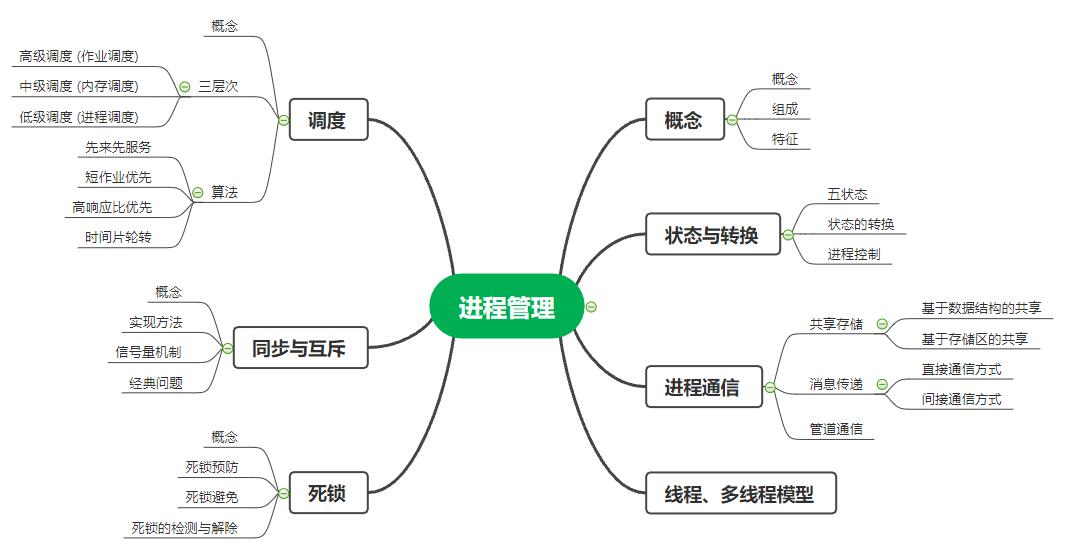 进程管理
概念
概念
组成
特征
状态与转换
五状态
状态的转换
进程控制
进程通信
共享存储
基于数据结构的共享
基于存储区的共享
消息传递
直接通信方式
间接通信方式
管道通信
线程、多线程模型
调度
概念
三层次
高级调度 (作业调度)
中级调度 (内存调度)
低级调度 (进程调度)
算法
先来先服务
短作业优先
高响应比优先
时间片轮转
同步与互斥
概念
实现方法
信号量机制
经典问题
死锁
概念
死锁预防
死锁避免
死锁的检测与解除